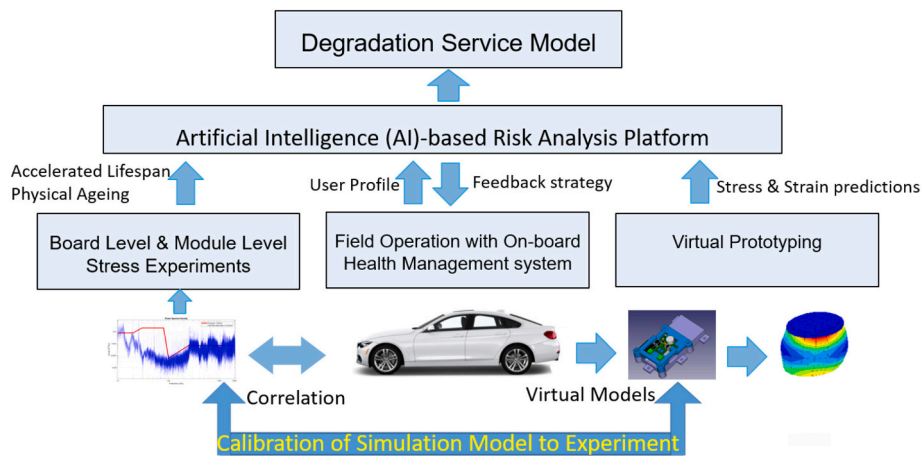 Degradation Service Model
Artificial Intelligence (AI)-based Risk Analysis Platform
Accelerated Lifespan
Physical Ageing
User Profile
Feedback strategy
Stress & Strain predictions
Board Level & Module Level
Stress Experiments
Field Operation with On-board
Health Management system
Virtual Prototyping
Correlation
Virtual Models
Calibration of Simulation Model to Experiment